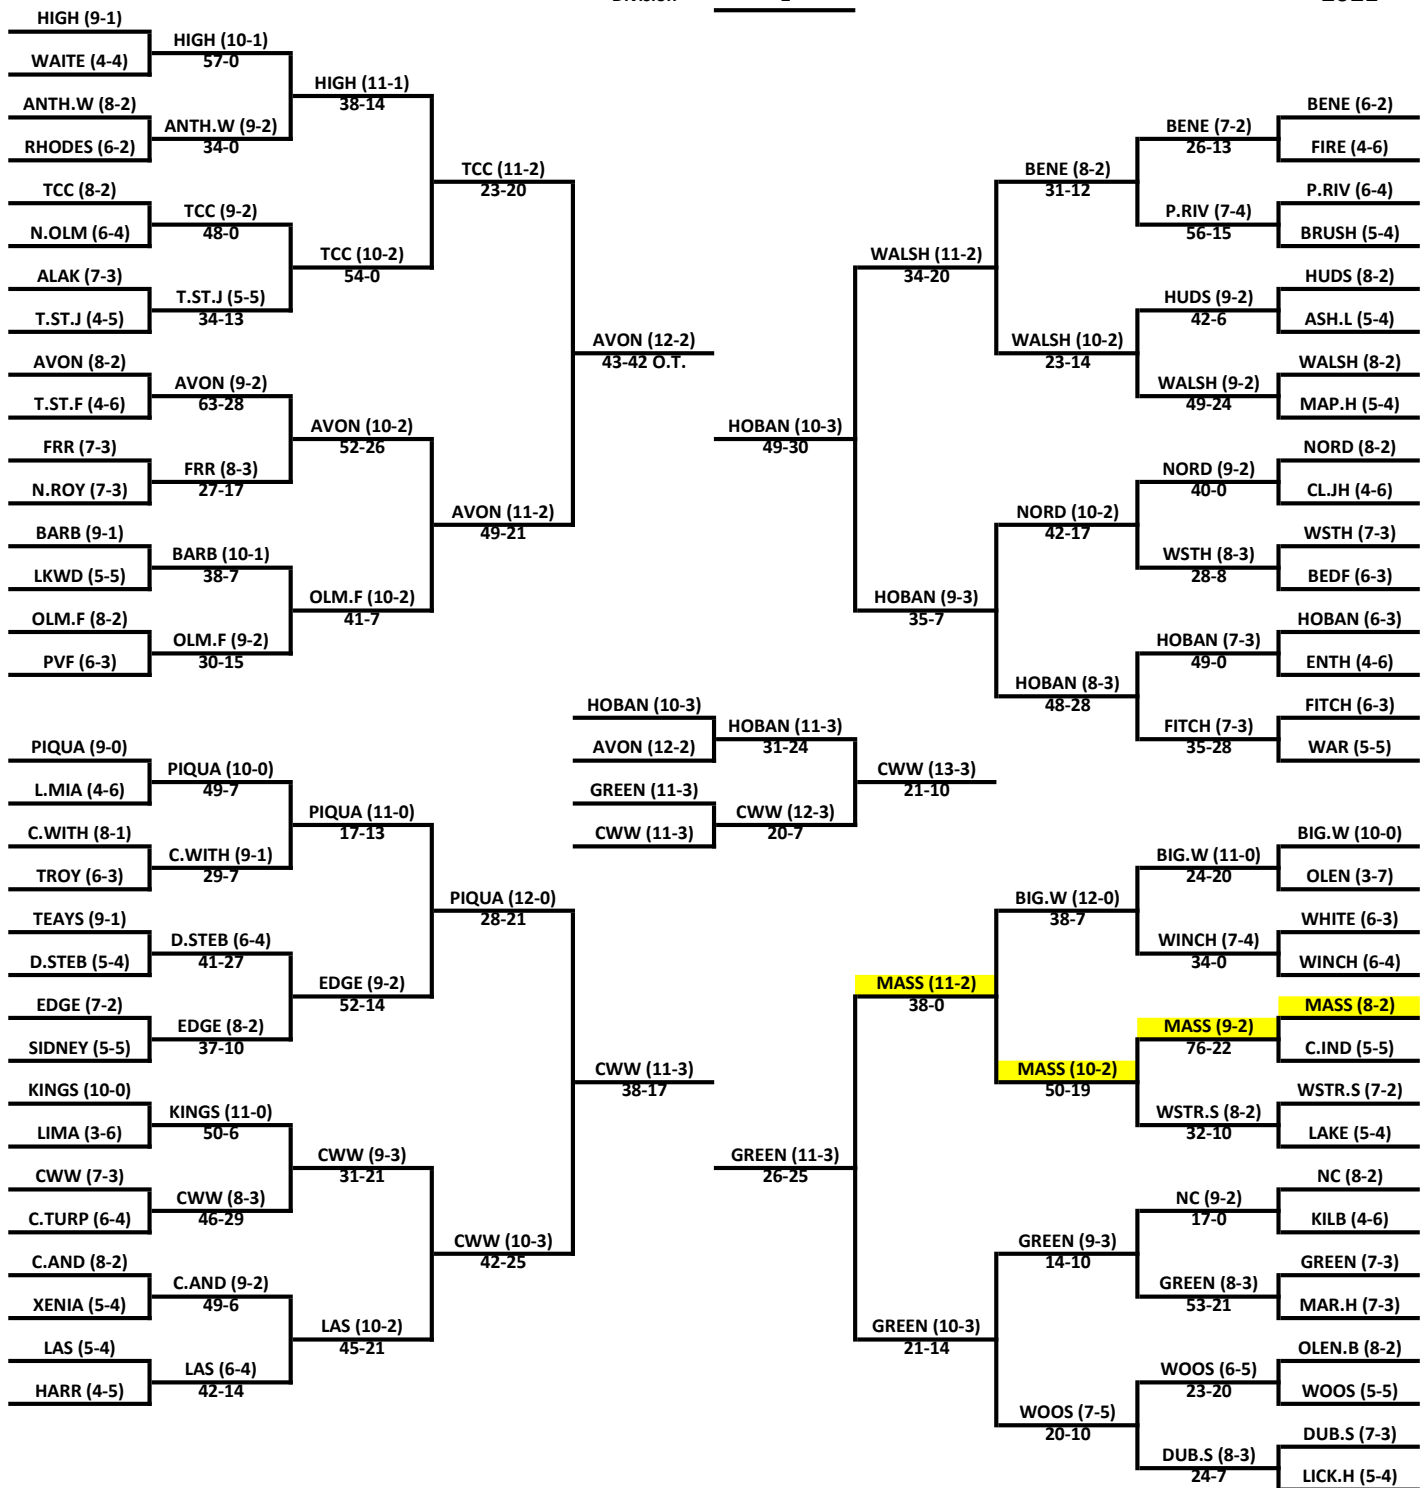 Division
HIGH (9-1)
WAITE (4-4)
ANTH.W (8-2)
RHODES (6-2)
TCC (8-2)
N.OLM (6-4)
ALAK (7-3)
T.ST.J (4-5)
AVON (8-2)
T.ST.F (4-6)
FRR (7-3)
N.ROY (7-3)
BARB (9-1)
LKWD (5-5)
OLM.F (8-2)
PVF (6-3)
HIGH (10-1)
57-0
ANTH.W (9-2)
34-0
TCC (9-2)
48-0
T.ST.J (5-5)
34-13
AVON (9-2)
63-28
FRR (8-3)
27-17
BARB (10-1)
38-7
OLM.F (9-2)
30-15
HIGH (11-1)
38-14
TCC (10-2)
54-0
AVON (10-2)
52-26
OLM.F (10-2)
41-7
TCC (11-2)
23-20
AVON (11-2)
49-21
AVON (12-2)
43-42 O.T.
PIQUA (9-0)
L.MIA (4-6)
C.WITH (8-1)
TROY (6-3)
TEAYS (9-1)
D.STEB (5-4)
EDGE (7-2)
SIDNEY (5-5)
KINGS (10-0)
LIMA (3-6)
CWW (7-3)
C.TURP (6-4)
C.AND (8-2)
XENIA (5-4)
LAS (5-4)
HARR (4-5)
PIQUA (10-0)
49-7
C.WITH (9-1)
29-7
D.STEB (6-4)
41-27
EDGE (8-2)
37-10
KINGS (11-0)
50-6
CWW (8-3)
46-29
C.AND (9-2)
49-6
LAS (6-4)
42-14
PIQUA (11-0)
17-13
EDGE (9-2)
52-14
CWW (9-3)
31-21
LAS (10-2)
45-21
PIQUA (12-0)
28-21
CWW (10-3)
42-25
CWW (11-3)
38-17
HOBAN (10-3)
AVON (12-2)
GREEN (11-3)
CWW (11-3)
HOBAN (11-3)
31-24
CWW (12-3)
20-7
CWW (13-3)
21-10
HOBAN (10-3)
49-30
WALSH (11-2)
34-20
HOBAN (9-3)
35-7
BENE (8-2)
31-12
WALSH (10-2)
23-14
NORD (10-2)
42-17
HOBAN (8-3)
48-28
BENE (7-2)
26-13
P.RIV (7-4)
56-15
HUDS (9-2)
42-6
WALSH (9-2)
49-24
NORD (9-2)
40-0
WSTH (8-3)
28-8
HOBAN (7-3)
49-0
FITCH (7-3)
35-28
BENE (6-2)
FIRE (4-6)
P.RIV (6-4)
BRUSH (5-4)
HUDS (8-2)
ASH.L (5-4)
WALSH (8-2)
MAP.H (5-4)
NORD (8-2)
CL.JH (4-6)
WSTH (7-3)
BEDF (6-3)
HOBAN (6-3)
ENTH (4-6)
FITCH (6-3)
WAR (5-5)
GREEN (11-3)
26-25
MASS (11-2)
38-0
GREEN (10-3)
21-14
BIG.W (12-0)
38-7
MASS (10-2)
50-19
GREEN (9-3)
14-10
WOOS (7-5)
20-10
BIG.W (11-0)
24-20
WINCH (7-4)
34-0
MASS (9-2)
76-22
WSTR.S (8-2)
32-10
NC (9-2)
17-0
GREEN (8-3)
53-21
WOOS (6-5)
23-20
DUB.S (8-3)
24-7
BIG.W (10-0)
OLEN (3-7)
WHITE (6-3)
WINCH (6-4)
MASS (8-2)
C.IND (5-5)
WSTR.S (7-2)
LAKE (5-4)
NC (8-2)
KILB (4-6)
GREEN (7-3)
MAR.H (7-3)
OLEN.B (8-2)
WOOS (5-5)
DUB.S (7-3)
LICK.H (5-4)